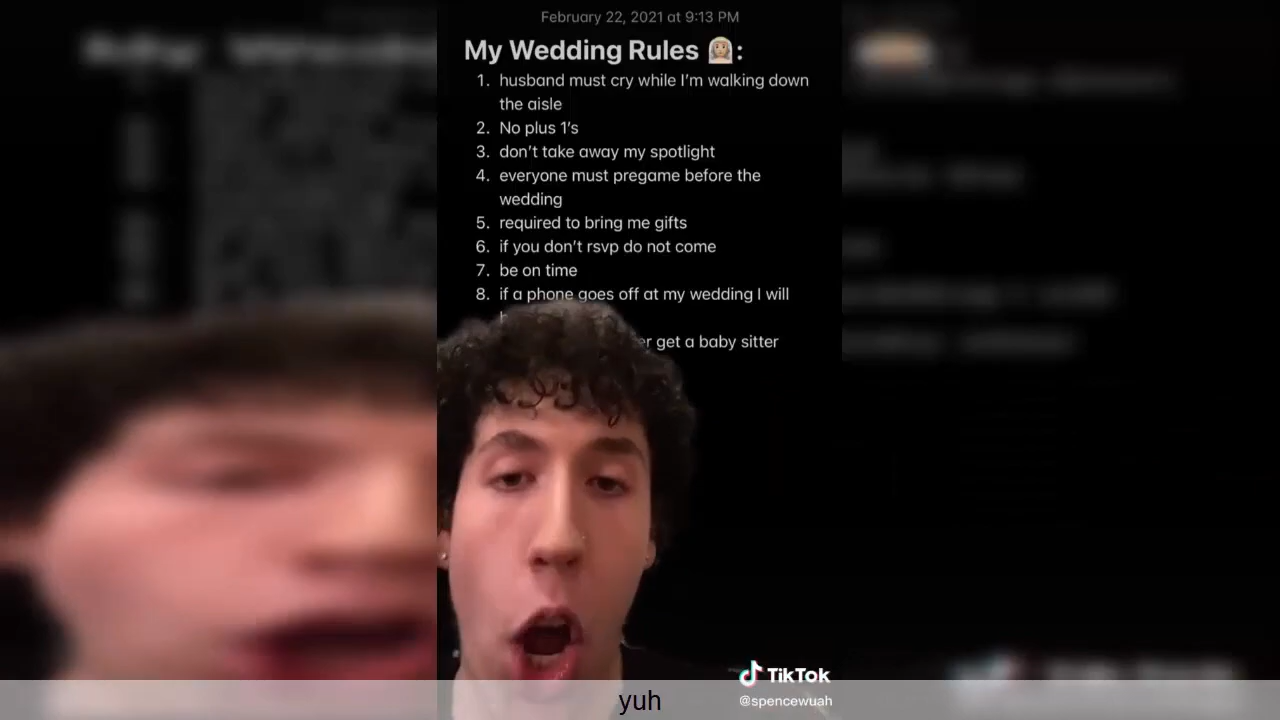 February 22, 2021 at 9:13 PM
My Wedding Rules 👰🏼:
1. husband must cry while I’m walking down
the aisle
2. No plus 1’s
3. don’t take away my spotlight
4. everyone must pregame before the
wedding
5. required to bring me gifts
6. if you don’t rsvp do not come
7. be on time
8. if a phone goes off at my wedding I will
get a baby sitter
TikTok
@spencewuah
yuh